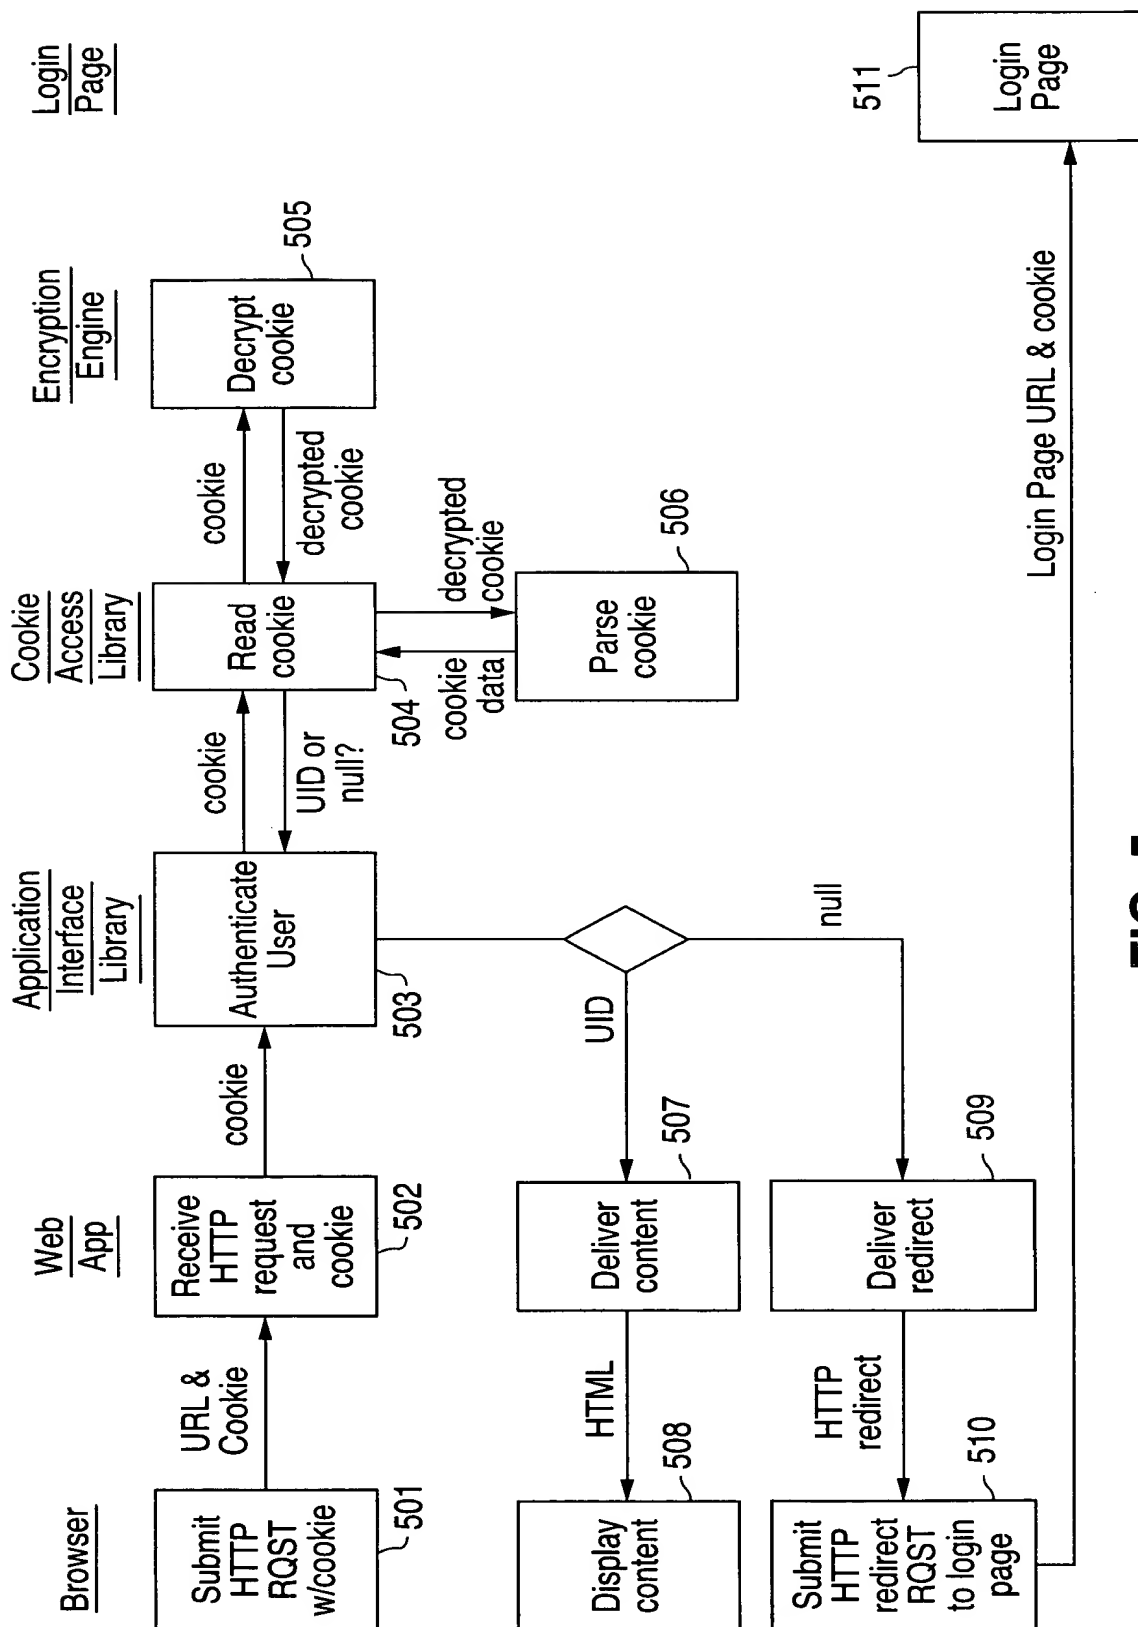 Browser
Web
App
Application
Interface
Library
Cookie
Access
Library
Encryption
Engine
Login
Page
Submit
HTTP
RQST
w/cookie
501
URL &
Cookie
Receive
HTTP
request
and
cookie
502
cookie
Authenticate
User
503
cookie
UID or
null?
Read
cookie
504
cookie
decrypted
cookie
Decrypt
cookie
505
cookie
data
decrypted
cookie
Parse
cookie
506
UID
null
Display
content
508
HTML
Deliver
content
507
Submit
HTTP
redirect
RQST
to login
page
510
HTTP
redirect
Deliver
redirect
509
Login Page URL & cookie
Login
Page
511